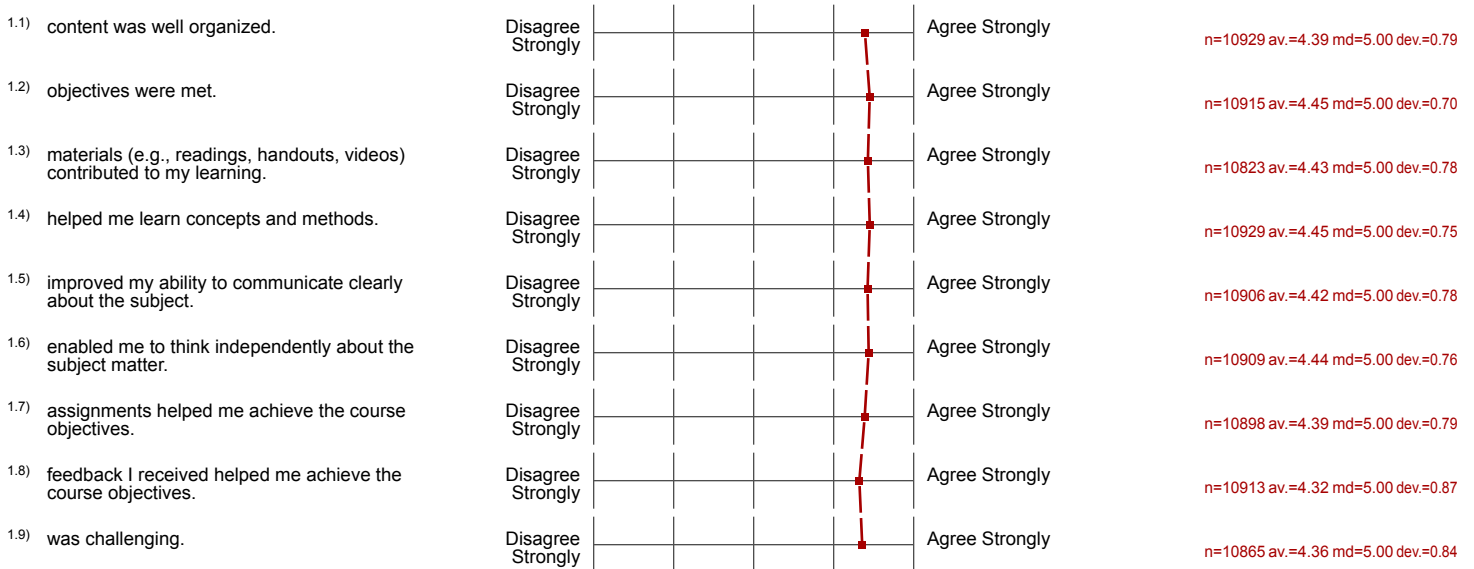 1.1) content was well organized. Disagree Strongly Agree Strongly n=10929 av.=4.39 md=5.00 dev.=0.79
1.2) objectives were met. Disagree Strongly Agree Strongly n=10915 av.=4.45 md=5.00 dev.=0.70
1.3) materials (e.g., readings, handouts, videos)
contributed to my learning. Disagree Strongly Agree Strongly n=10823 av.=4.43 md=5.00 dev.=0.78
1.4) helped me learn concepts and methods. Disagree Strongly Agree Strongly n=10929 av.=4.45 md=5.00 dev.=0.75
1.5) improved my ability to communicate clearly
about the subject. Disagree Strongly Agree Strongly n=10906 av.=4.42 md=5.00 dev.=0.78
1.6) enabled me to think independently about the
subject matter. Disagree Strongly Agree Strongly n=10909 av.=4.44 md=5.00 dev.=0.76
1.7) assignments helped me achieve the course
objectives. Disagree Strongly Agree Strongly n=10898 av.=4.39 md=5.00 dev.=0.79
1.8) feedback I received helped me achieve the
course objectives. Disagree Strongly Agree Strongly n=10913 av.=4.32 md=5.00 dev.=0.87
1.9) was challenging. Disagree Strongly Agree Strongly n=10865 av.=4.36 md=5.00 dev.=0.84